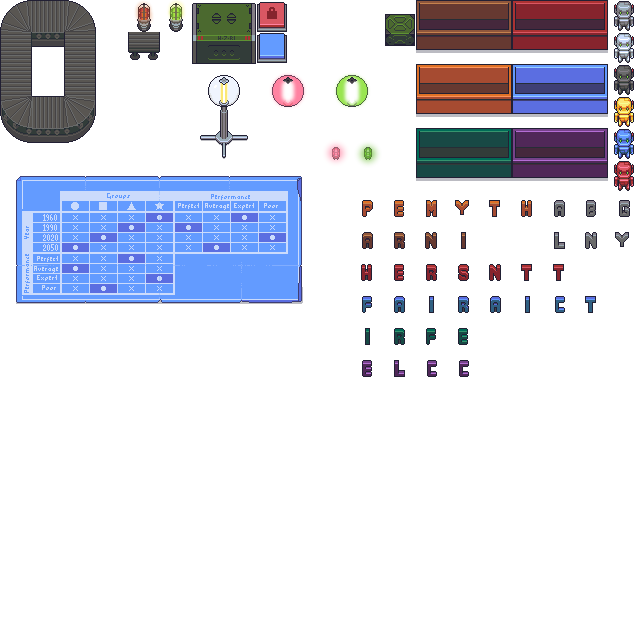 Groups Performance
Perfect Average Expert Poor
Year
1960 X X X X X X
1990 X X X X X X
2020 X X X X X X
2050 X X X X X X
Performance
Perfect X X X
Average X X X
Expert X X X
Poor X X X
P E M Y T H A B G
A R N I L N Y
H E R S N T T
F A I R A I C T
I R F E
E L C C